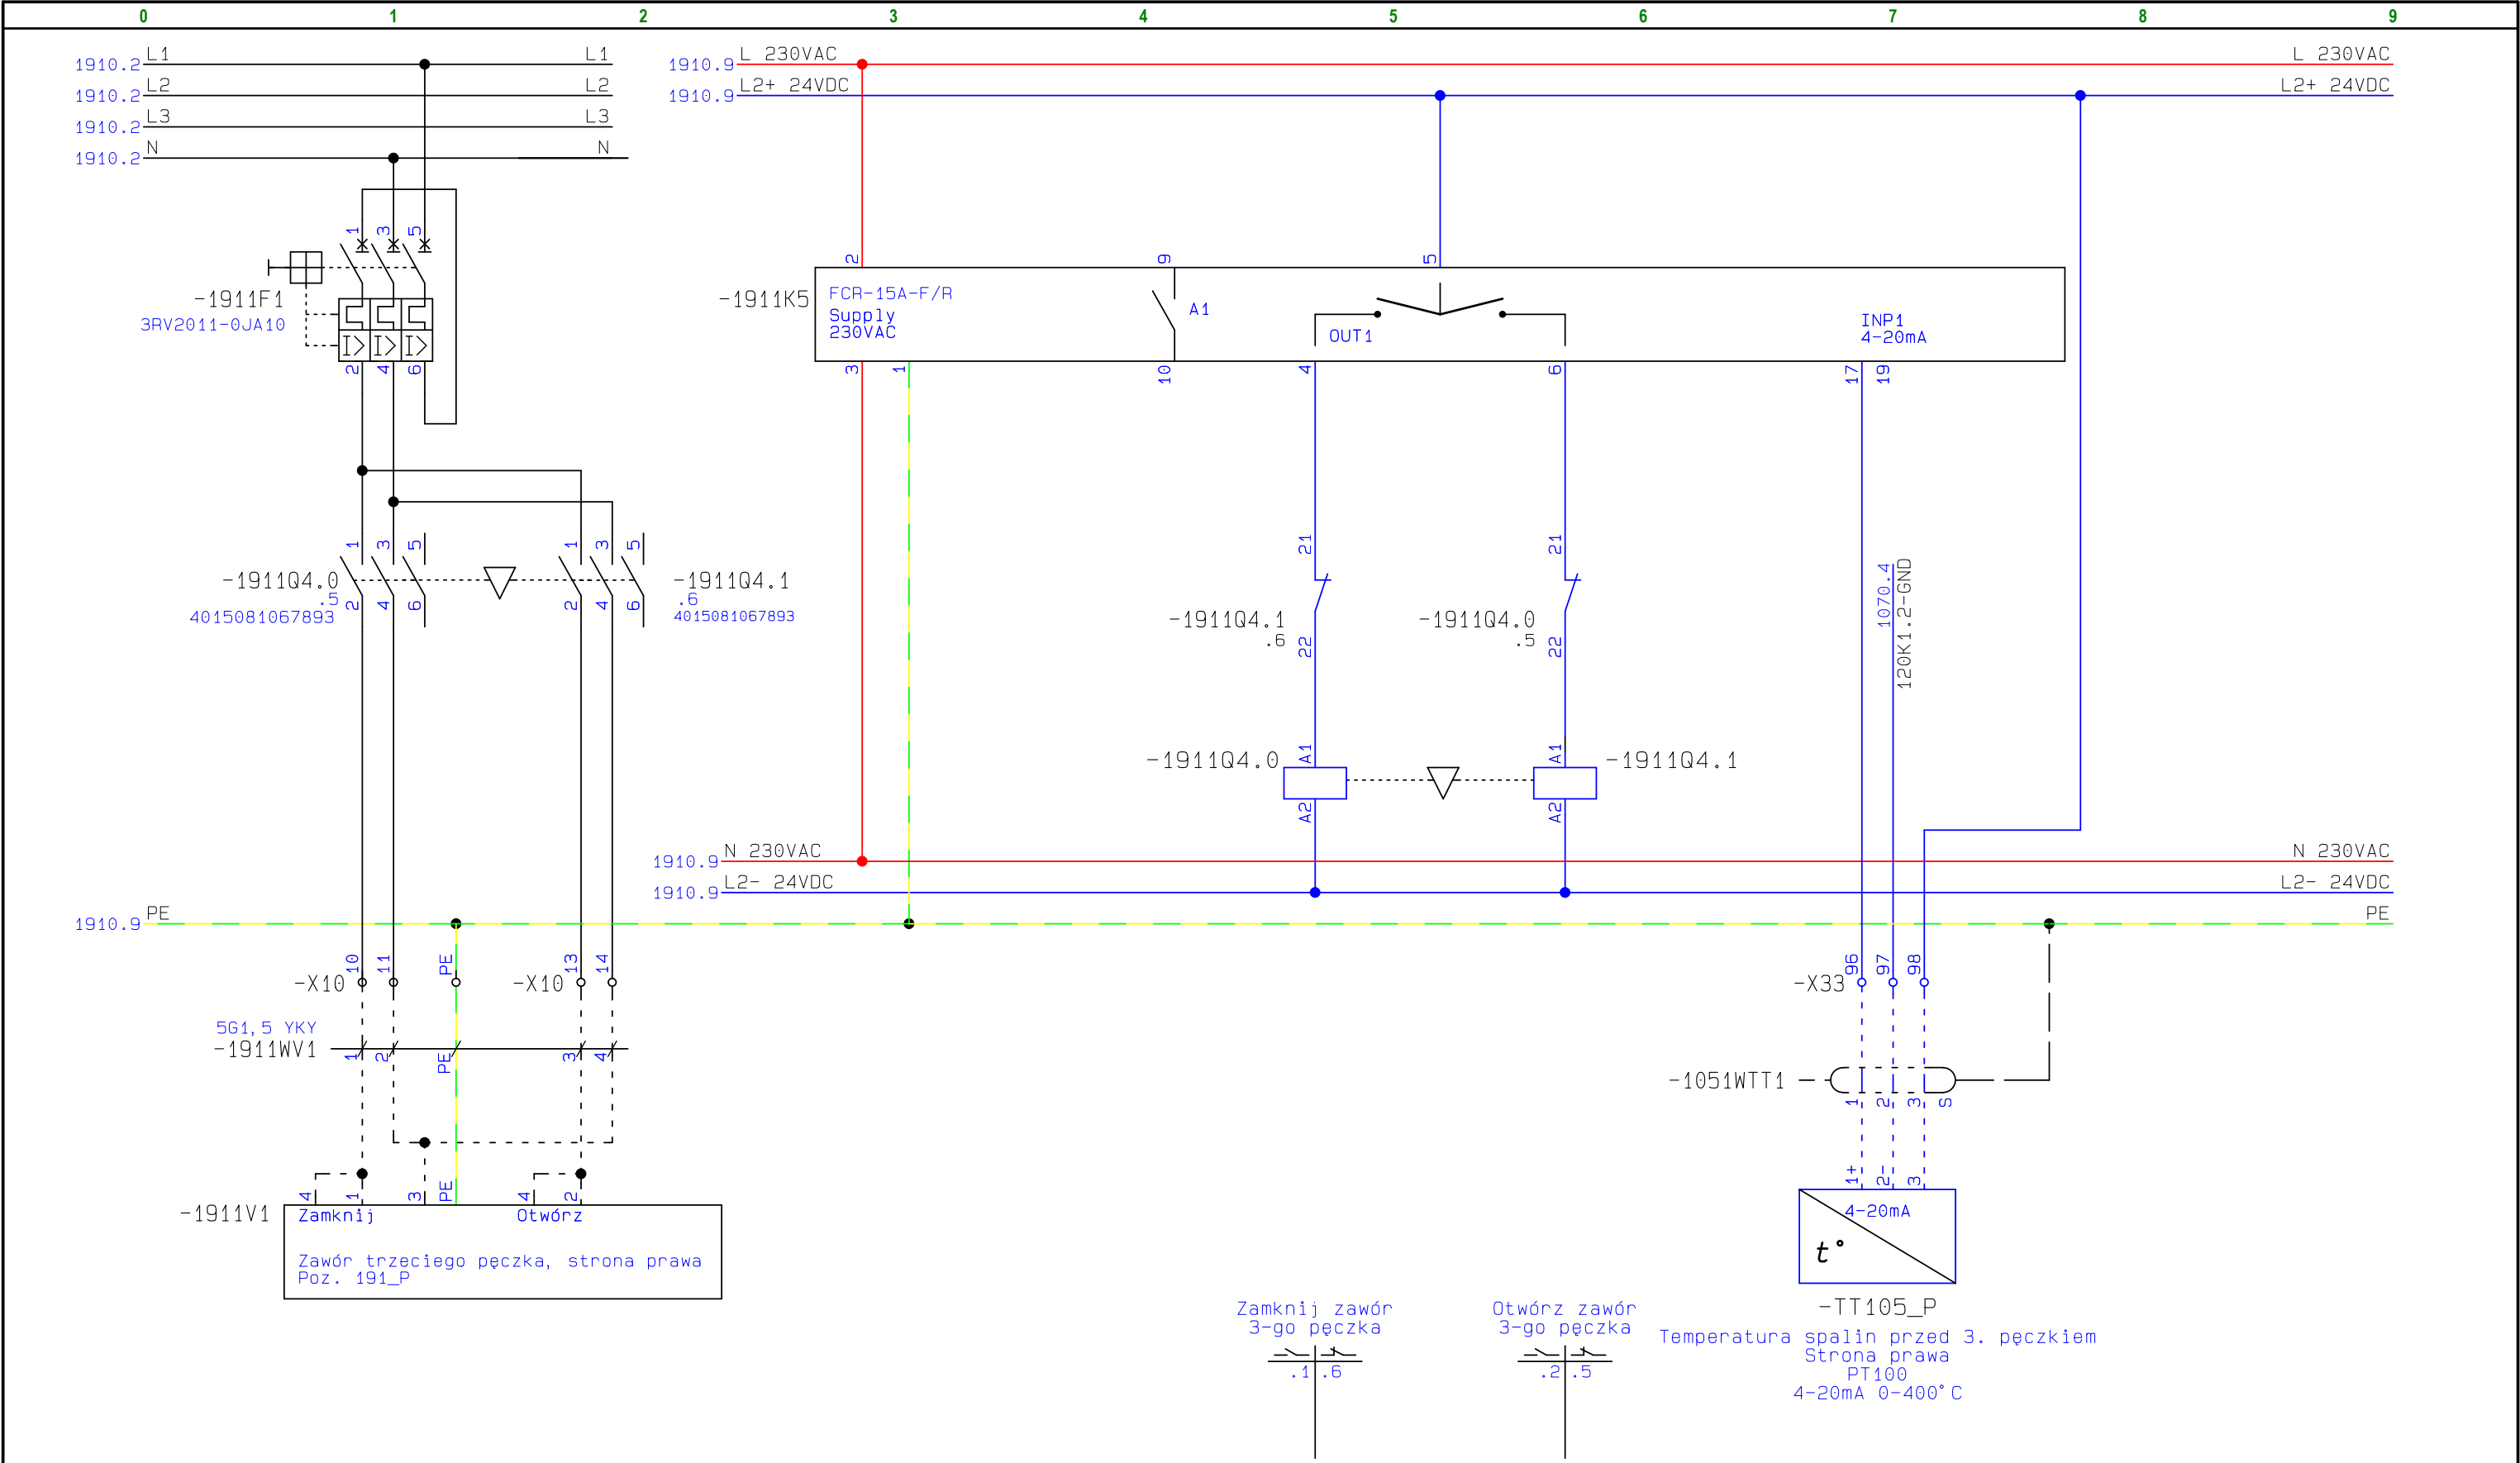 0 1 2 3 4 5 6 7 8 9
1910.2 L1 L1
1910.2 L2 L2
1910.2 L3 L3
1910.2 N N
1910.9 L 230VAC L 230VAC
1910.9 L2+ 24VDC L2+ 24VDC
1 3 5
-1911F1
3RV2011-0JA10
I> I> I>
2 4 6
2 9 5
-1911K5
FCR-15A-F/R
Supply
230VAC
A1
OUT1
INP1
4-20mA
3 1 10 4 6 17 19
1 3 5 1 3 5
-1911Q4.0
.5
4015081067893
2 4 6 2 4 6
-1911Q4.1
.6
4015081067893
21 21
-1911Q4.1
.6
22
-1911Q4.0
.5
22
1070.4
120K1.2-GND
A1 A1
-1911Q4.0 -1911Q4.1
A2 A2
1910.9 N 230VAC N 230VAC
1910.9 L2- 24VDC L2- 24VDC
1910.9 PE PE
10 11 PE 13 14
-X10 -X10
96 97 98
-X33
5G1,5 YKY
-1911WV1
1 2 PE 3 4
-1051WTT1
1 2 3 S
4 1 3 PE 4 2
-1911V1
Zamknij Otwórz
Zawór trzeciego pęczka, strona prawa
Poz. 191_P
1+ 2- 3
4-20mA
t°
-TT105_P
Temperatura spalin przed 3. pęczkiem
Strona prawa
PT100
4-20mA 0-400°C
Zamknij zawór
3-go pęczka
.1 .6
Otwórz zawór
3-go pęczka
.2 .5